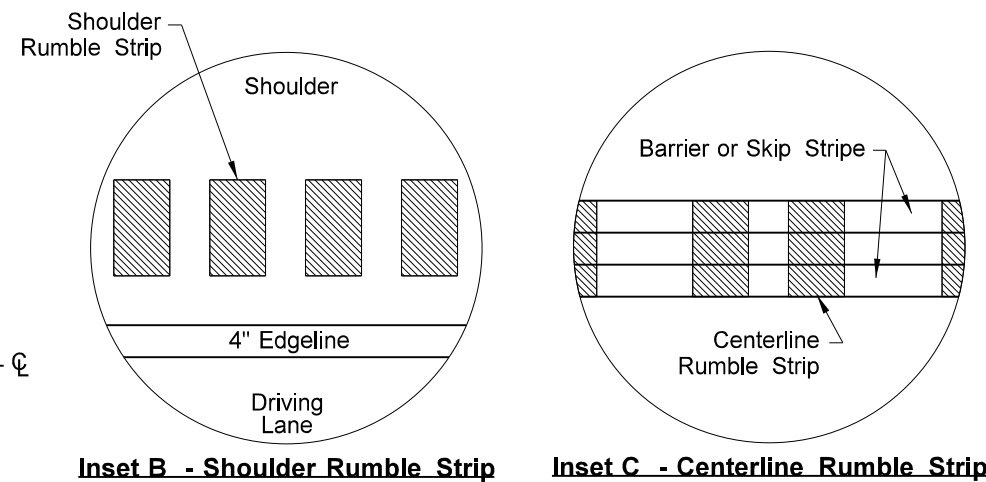 Shoulder
Rumble Strip
Shoulder
4" Edgeline
Driving
Lane
℄
Inset B - Shoulder Rumble Strip
Barrier or Skip Stripe
Centerline
Rumble Strip
Inset C - Centerline Rumble Strip